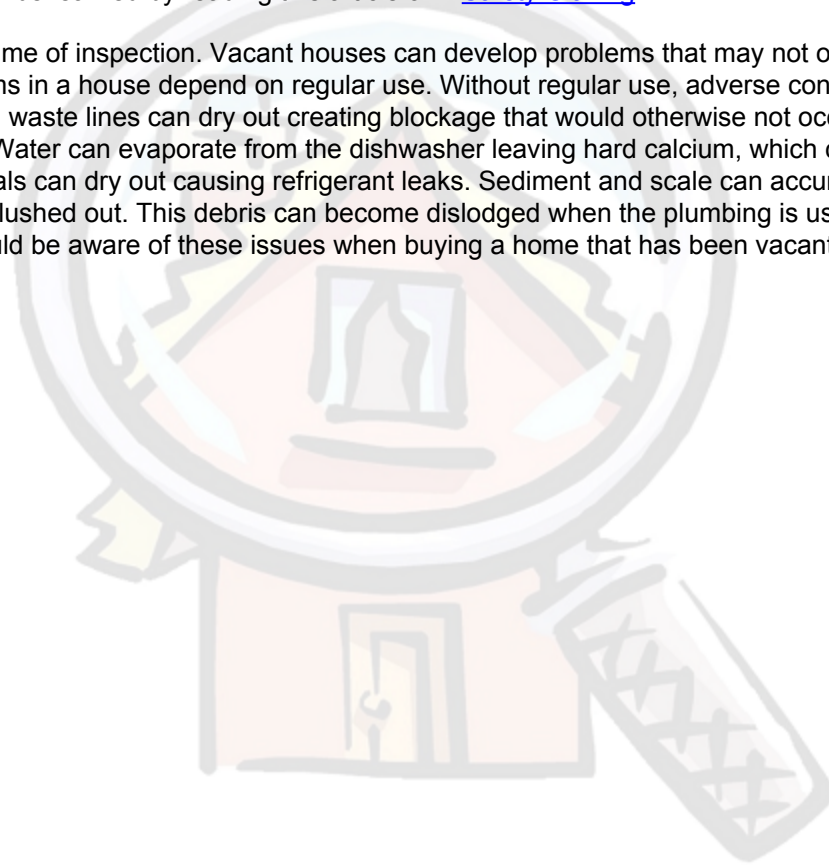 me of inspection. Vacant houses can develop problems that may not o
s in a house depend on regular use. Without regular use, adverse con
waste lines can dry out creating blockage that would otherwise not oc
Water can evaporate from the dishwasher leaving hard calcium, which
als can dry out causing refrigerant leaks. Sediment and scale can accu
lushed out. This debris can become dislodged when the plumbing is us
ld be aware of these issues when buying a home that has been vacant